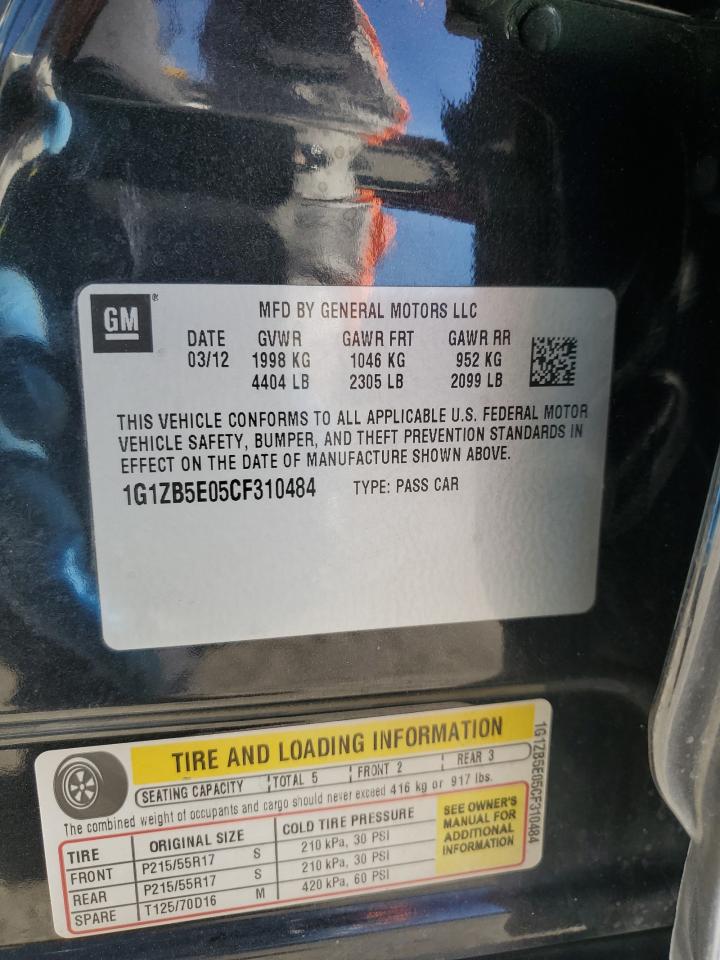 GM ®
MFD BY GENERAL MOTORS LLC
DATE GVWR GAWR FRT GAWR RR
03/12 1998 KG 1046 KG 952 KG
4404 LB 2305 LB 2099 LB
THIS VEHICLE CONFORMS TO ALL APPLICABLE U.S. FEDERAL MOTOR
VEHICLE SAFETY, BUMPER, AND THEFT PREVENTION STANDARDS IN
EFFECT ON THE DATE OF MANUFACTURE SHOWN ABOVE.
1G1ZB5E05CF310484 TYPE: PASS CAR
TIRE AND LOADING INFORMATION
SEATING CAPACITY TOTAL 5 FRONT 2 REAR 3
The combined weight of occupants and cargo should never exceed 416 kg or 917 lbs.
TIRE ORIGINAL SIZE COLD TIRE PRESSURE
FRONT P215/55R17 S 210 kPa, 30 PSI
REAR P215/55R17 S 210 kPa, 30 PSI
SPARE T125/70D16 M 420 kPa, 60 PSI
SEE OWNER'S
MANUAL FOR
ADDITIONAL
INFORMATION
1G1ZB5E05CF310484